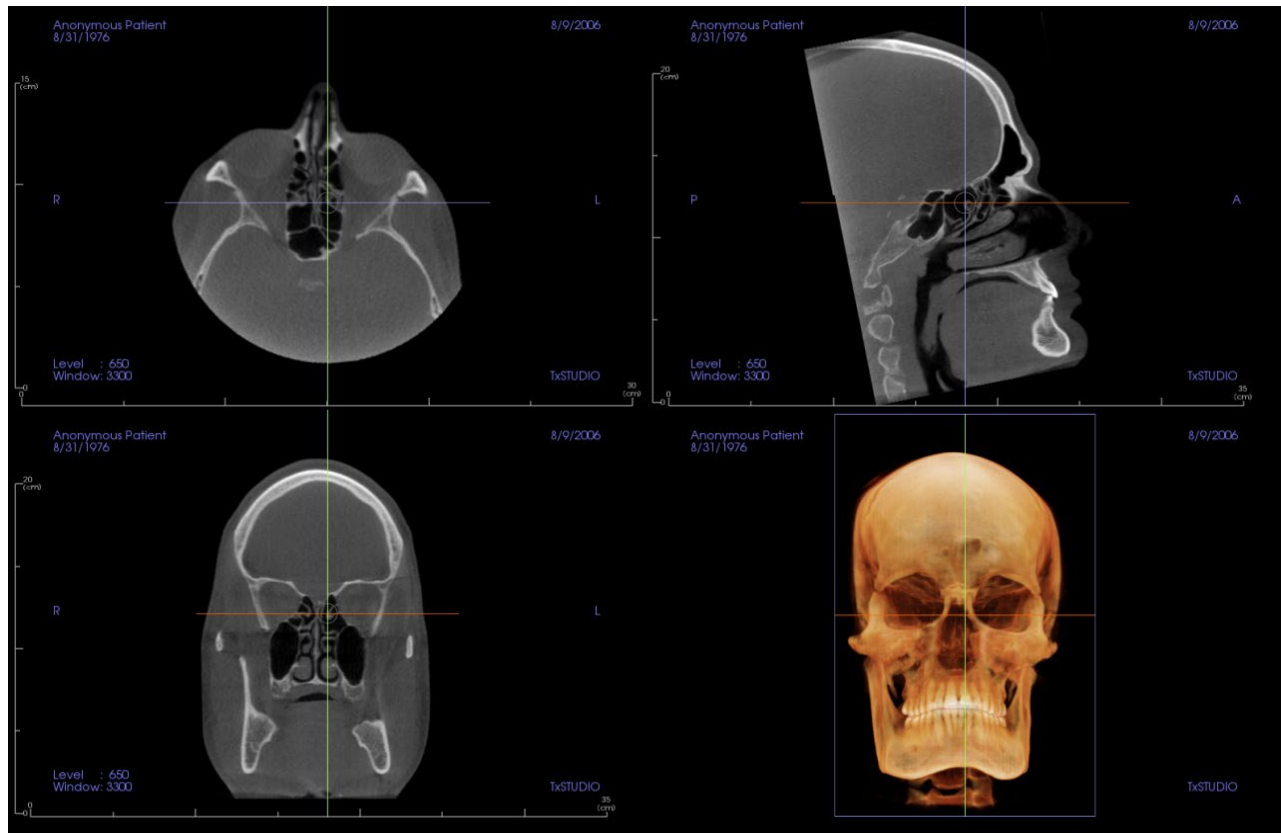 Anonymous Patient
8/31/1976
8/9/2006
15
(cm)
R
L
Level : 650
Window: 3300
TxSTUDIO
0
30
(cm)
Anonymous Patient
8/31/1976
8/9/2006
20
(cm)
P
A
Level : 650
Window: 3300
TxSTUDIO
0
35
(cm)
Anonymous Patient
8/31/1976
8/9/2006
20
(cm)
R
L
Level : 650
Window: 3300
TxSTUDIO
0
35
(cm)
Anonymous Patient
8/31/1976
8/9/2006
TxSTUDIO